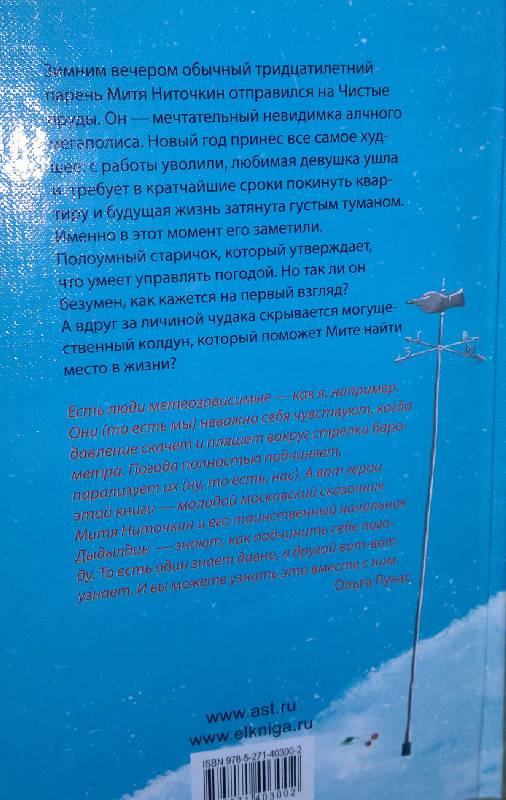 Зимним вечером обычный тридцатилетний
парень Митя Ниточкин отправился на Чистые
пруды. Он — мечтательный невидимка алчного
мегаполиса. Новый год принес все самое худ-
шее: с работы уволили, любимая девушка ушла
и требует в кратчайшие сроки покинуть квар-
тиру и будущая жизнь затянута густым туманом.
Именно в этот момент его заметили.
Полоумный старичок, который утверждает,
что умеет управлять погодой. Но так ли он
безумен, как кажется на первый взгляд?
А вдруг за личиной чудака скрывается могуще-
ственный колдун, который поможет Мите найти
место в жизни?
Есть люди метеозависимые — как я, например.
Они (то есть мы) неважно себя чувствуют, когда
давление скачет и пляшет вокруг стрелки баро-
метра. Погода полностью подчиняет,
парализует их (ну, то есть, нас). А вот герои
этой книги — молодой московский сказочник
Митя Ниточкин и его таинственный начальник
Дыдылдин — знают, как подчинить себе пого-
ду. То есть один знает давно, а другой вот-вот
узнает. И вы можете узнать это вместе с ним.
Ольга Лукас
www.ast.ru
www.elkniga.ru
ISBN 978-5-271-40300-2